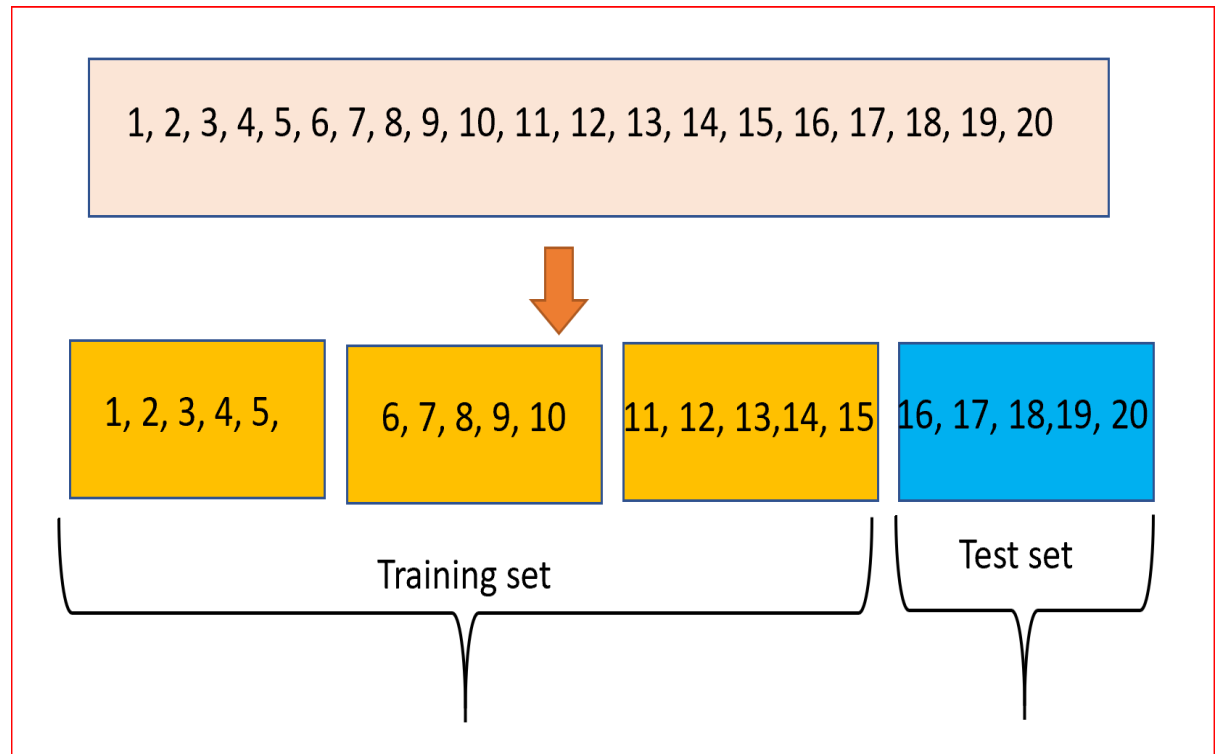 1, 2, 3, 4, 5, 6, 7, 8, 9, 10, 11, 12, 13, 14, 15, 16, 17, 18, 19, 20
1, 2, 3, 4, 5,
6, 7, 8, 9, 10
11, 12, 13,14, 15
16, 17, 18,19, 20
Training set
Test set